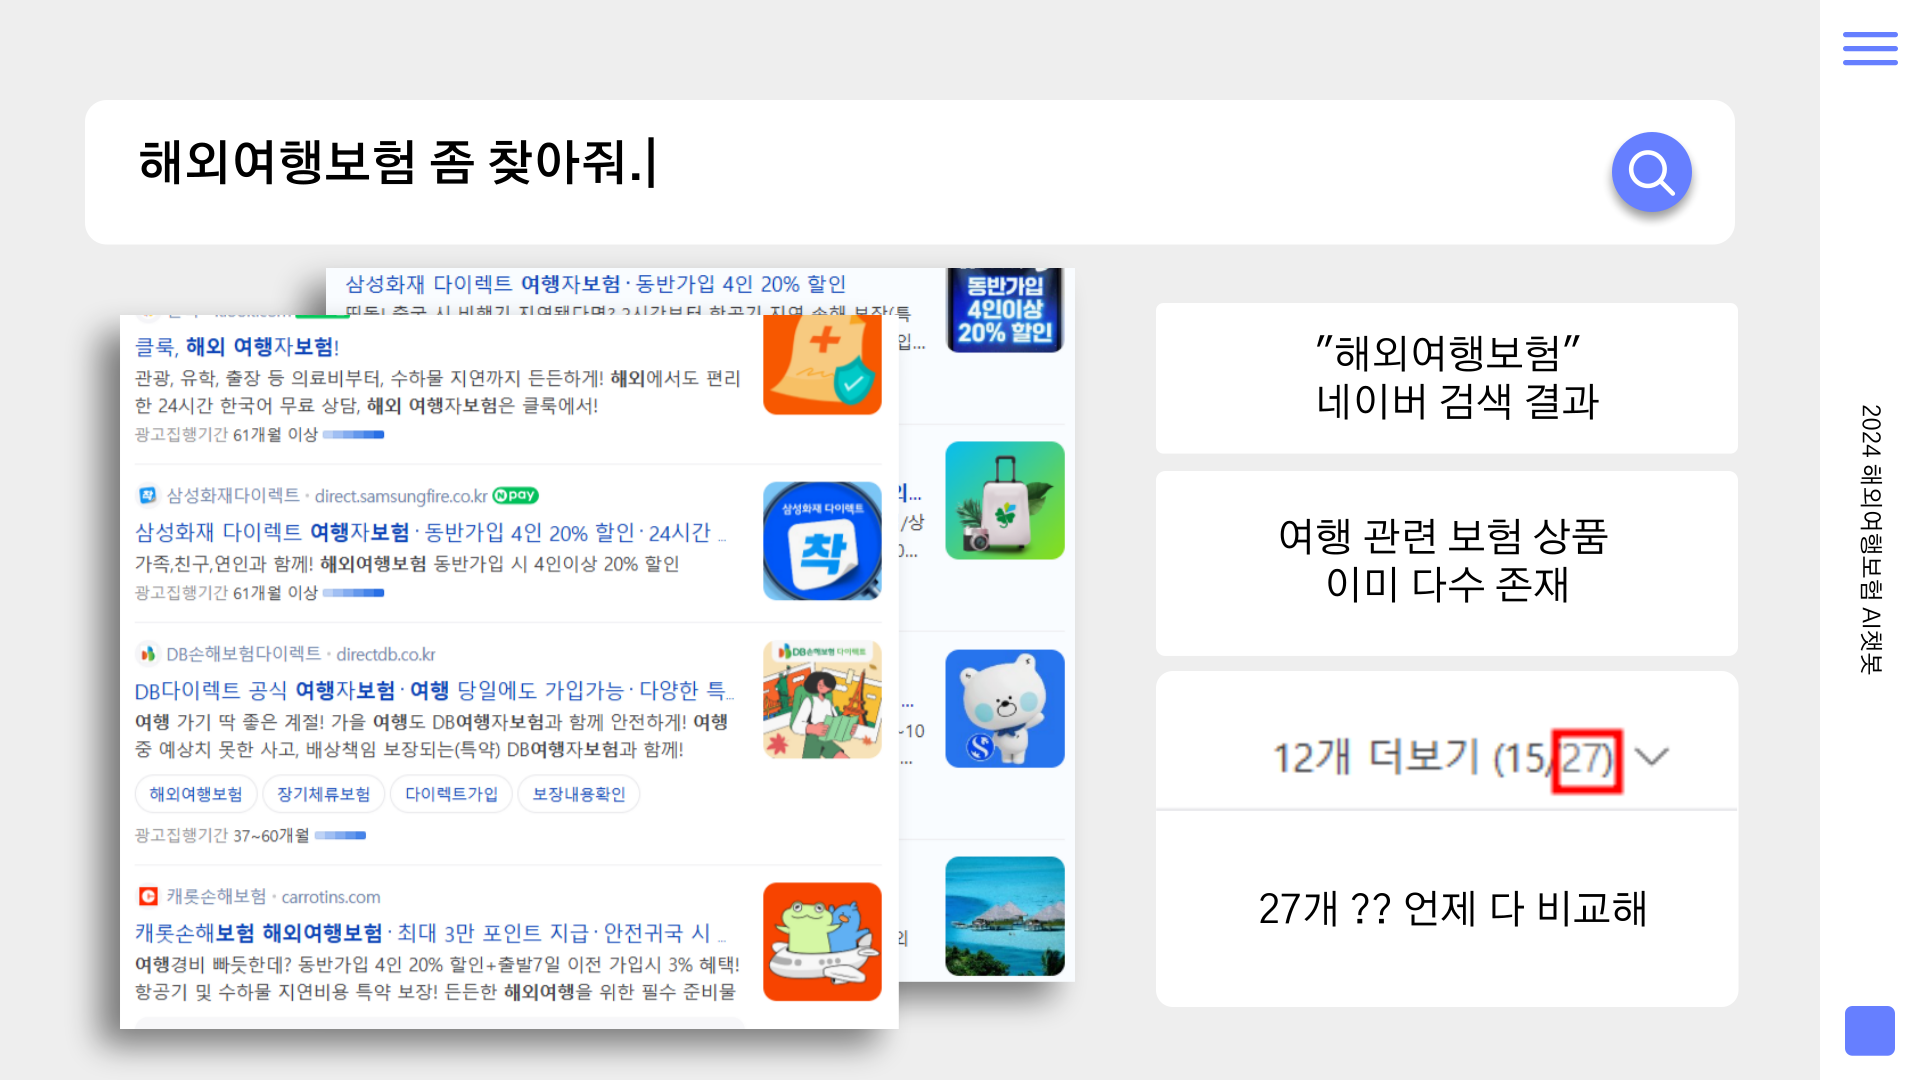 해외여행보험 좀 찾아줘.
삼성화재 다이렉트 여행자보험·동반가입 4인 20% 할인
동반가입
4인이상
20% 할인
클룩, 해외 여행자보험!
관광, 유학, 출장 등 의료비부터, 수하물 지연까지 든든하게! 해외에서도 편리
한 24시간 한국어 무료 상담, 해외 여행자보험은 클룩에서!
광고집행기간 61개월 이상
삼성화재다이렉트 · direct.samsungfire.co.kr N pay
삼성화재 다이렉트 여행자보험·동반가입 4인 20% 할인·24시간 ...
가족,친구,연인과 함께! 해외여행보험 동반가입 시 4인이상 20% 할인
광고집행기간 61개월 이상
삼성화재 다이렉트
착
DB손해보험다이렉트 · directdb.co.kr
DB다이렉트 공식 여행자보험·여행 당일에도 가입가능·다양한 특...
여행 가기 딱 좋은 계절! 가을 여행도 DB여행자보험과 함께 안전하게! 여행
중 예상치 못한 사고, 배상책임 보장되는(특약) DB여행자보험과 함께!
해외여행보험 장기체류보험 다이렉트가입 보장내용확인
광고집행기간 37~60개월
DB손해보험 다이렉트
캐롯손해보험 · carrotins.com
캐롯손해보험 해외여행보험·최대 3만 포인트 지급·안전귀국 시 ...
여행경비 빠듯한데? 동반가입 4인 20% 할인+출발7일 이전 가입시 3% 혜택!
항공기 및 수하물 지연비용 특약 보장! 든든한 해외여행을 위한 필수 준비물
"해외여행보험"
네이버 검색 결과
여행 관련 보험 상품
이미 다수 존재
12개 더보기 (15/27)
27개 ?? 언제 다 비교해
2024 해외여행보험 AI챗봇